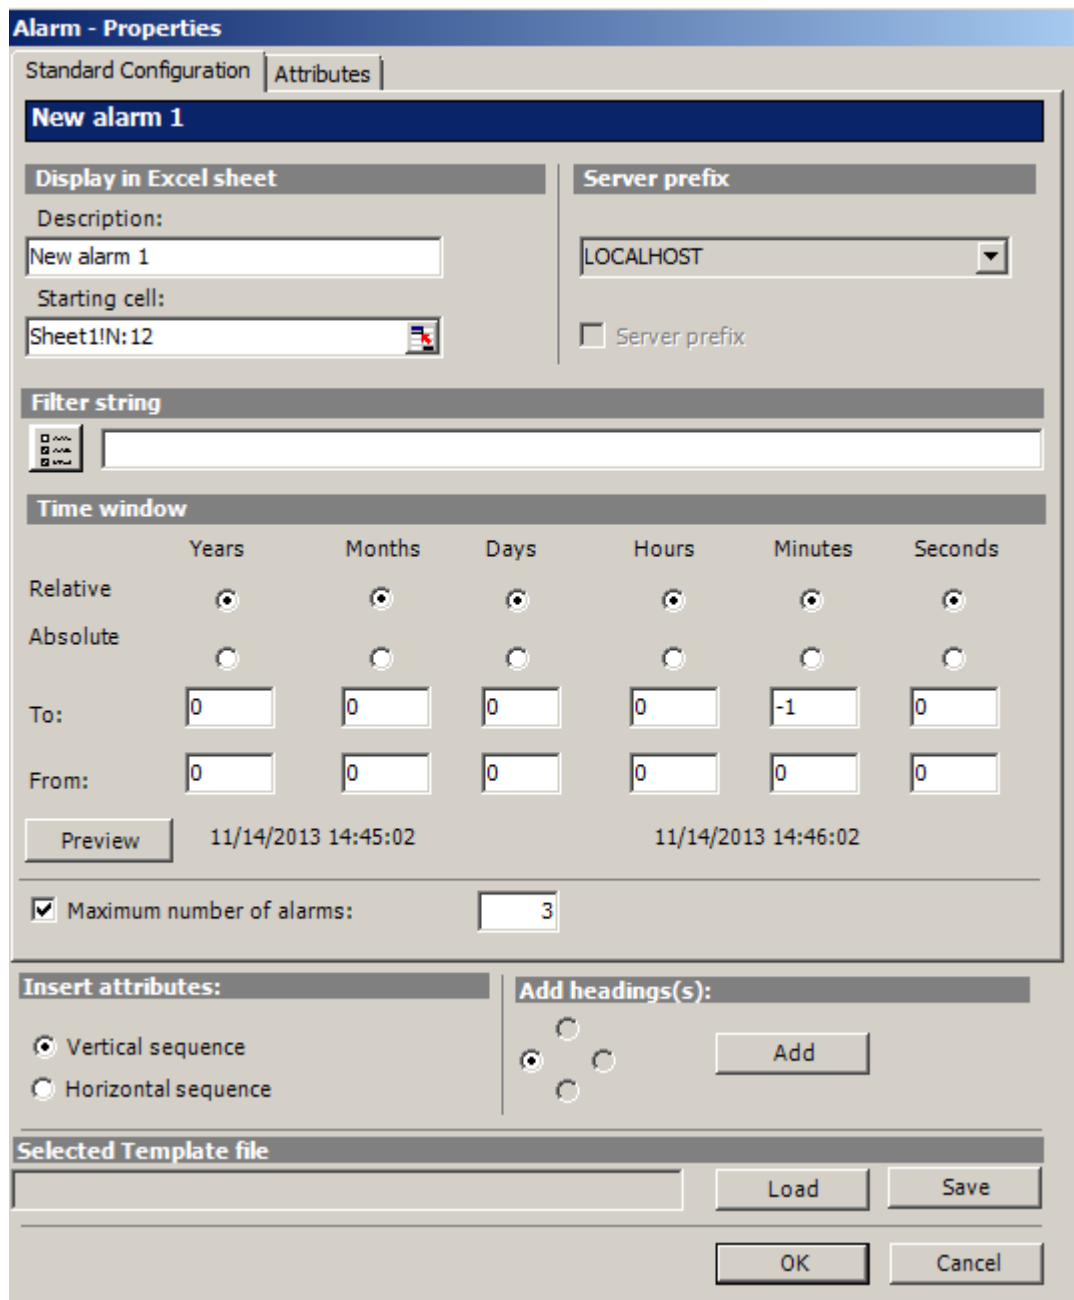 Alarm - Properties
Standard Configuration Attributes
New alarm 1
Display in Excel sheet Server prefix
Description:
New alarm 1 LOCALHOST
Starting cell:
Sheet1!N:12 Server prefix
Filter string
Time window
Years Months Days Hours Minutes Seconds
Relative
Absolute
To: 0 0 0 0 -1 0
From: 0 0 0 0 0 0
Preview 11/14/2013 14:45:02 11/14/2013 14:46:02
Maximum number of alarms: 3
Insert attributes: Add headings(s):
Vertical sequence Add
Horizontal sequence
Selected Template file
Load Save
OK Cancel